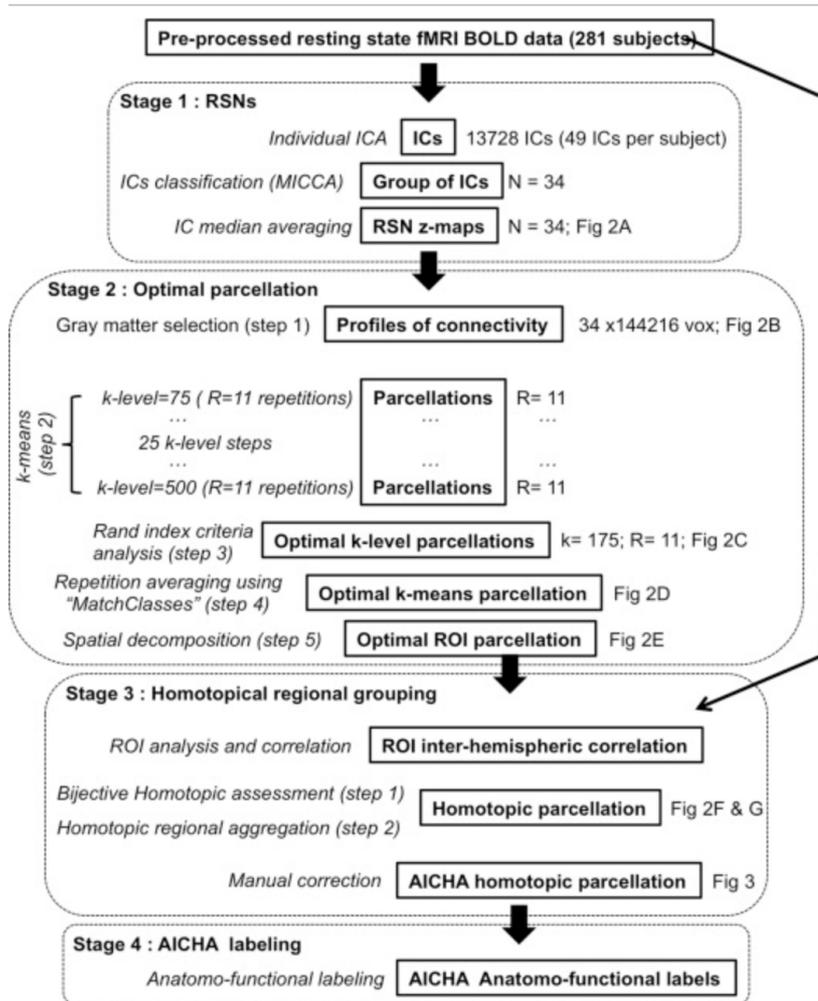 Pre-processed resting state fMRI BOLD data (281 subjects)
Stage 1 : RSNs
Individual ICA ICs 13728 ICs (49 ICs per subject)
ICs classification (MICCA) Group of ICs N = 34
IC median averaging RSN z-maps N = 34; Fig 2A
Stage 2 : Optimal parcellation
Gray matter selection (step 1) Profiles of connectivity 34 x144216 vox; Fig 2B
k-means
(step 2)
k-level=75 ( R=11 repetitions) Parcellations R= 11
... ... ...
25 k-level steps
... ... ...
k-level=500 (R=11 repetitions) Parcellations R= 11
Rand index criteria
analysis (step 3) Optimal k-level parcellations k= 175; R= 11; Fig 2C
Repetition averaging using
“MatchClasses” (step 4) Optimal k-means parcellation Fig 2D
Spatial decomposition (step 5) Optimal ROI parcellation Fig 2E
Stage 3 : Homotopical regional grouping
ROI analysis and correlation ROI inter-hemispheric correlation
Bijective Homotopic assessment (step 1)
Homotopic parcellation Fig 2F & G
Homotopic regional aggregation (step 2)
Manual correction AICHA homotopic parcellation Fig 3
Stage 4 : AICHA labeling
Anatomo-functional labeling AICHA Anatomo-functional labels